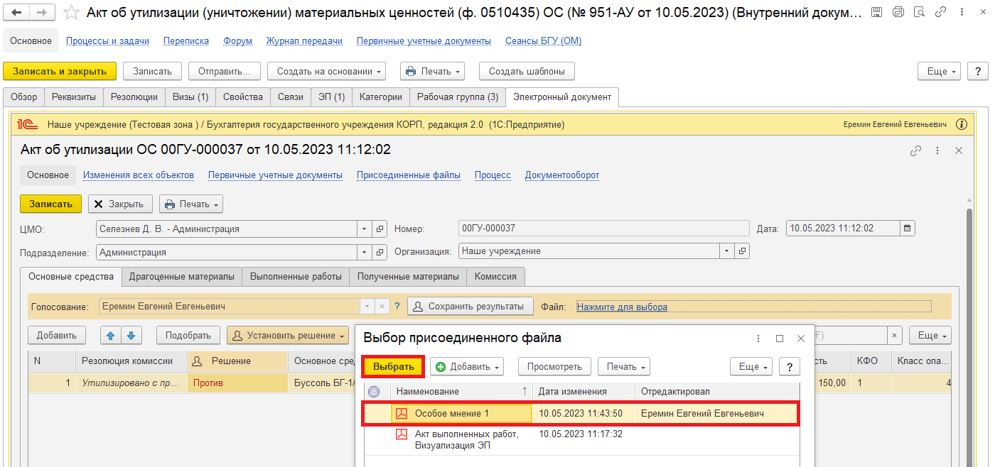 Акт об утилизации (уничтожении) материальных ценностей (ф. 0510435) ОС (№ 951-АУ от 10.05.2023) (Внутренний докум...
Основное Процессы и задачи Переписка Форум Журнал передачи Первичные учетные документы Сеансы БГУ (ОМ)
Записать и закрыть Записать Отправить... Создать на основании Печать Создать шаблоны Еще ?
Обзор Реквизиты Резолюции Визы (1) Свойства Связи ЭП (1) Категории Рабочая группа (3) Электронный документ
1С Наше учреждение (Тестовая зона ) / Бухгалтерия государственного учреждения КОРП, редакция 2.0 (1С:Предприятие) Еремин Евгений Евгеньевич
Акт об утилизации ОС 00ГУ-000037 от 10.05.2023 11:12:02
Основное Изменения всех объектов Первичные учетные документы Присоединенные файлы Процесс Документооборот
Записать Закрыть Печать
ЦМО: Селезнев Д. В. - Администрация Номер: 00ГУ-000037 Дата: 10.05.2023 11:12:02
Подразделение: Администрация Организация: Наше учреждение
Основные средства Драгоценные материалы Выполненные работы Полученные материалы Комиссия
Голосование: Еремин Евгений Евгеньевич ? Сохранить результаты Файл: Нажмите для выбора
Добавить Подобрать Установить решение F) × Еще
N Резолюция комиссии Решение Основное сре сть КФО Класс опа...
1 Утилизировано с пр... Против Буссоль БГ-1/ 150,00 1 4
Выбор присоединенного файла
Выбрать Добавить Просмотреть Печать Еще ?
Наименование ↑ Дата изменения Отредактировал
Особое мнение 1 10.05.2023 11:43:50 Еремин Евгений Евгеньевич
Акт выполненных работ, 10.05.2023 11:17:32
Визуализация ЭП